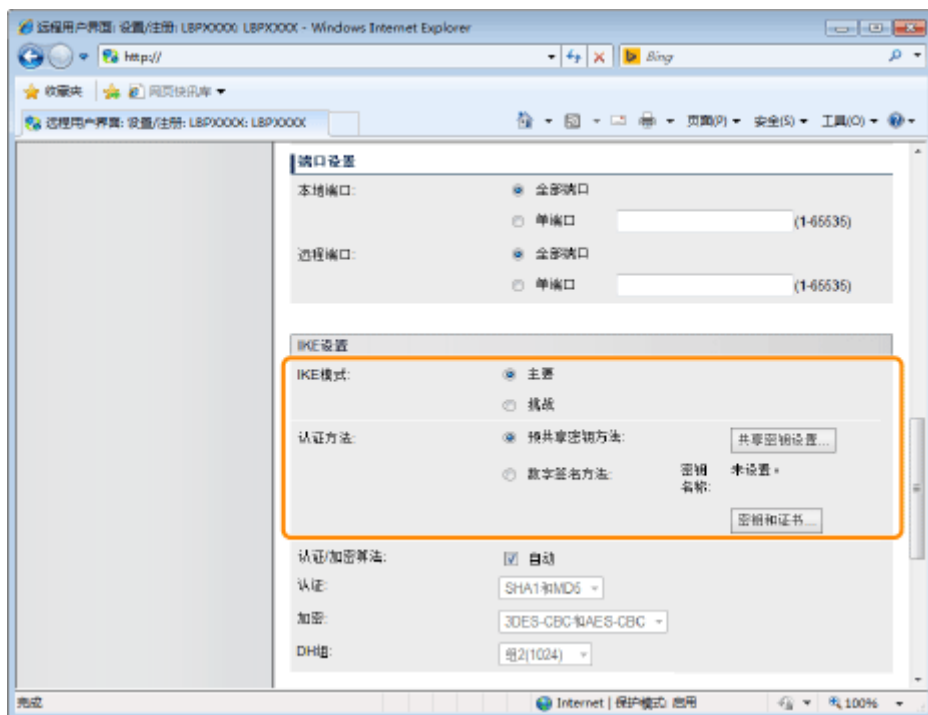 远程用户界面: 设置/注册: LBPXXXX: LBPXXXX - Windows Internet Explorer
http://
Bing
收藏夹 网页快讯库
远程用户界面: 设置/注册: LBPXXXX: LBPXXXX
页面(P) 安全(S) 工具(O)
端口设置
本地端口: 全部端口
单端口 (1-65535)
远程端口: 全部端口
单端口 (1-65535)
IKE设置
IKE模式: 主要
挑战
认证方法: 预共享密钥方法: 共享密钥设置...
数字签名方法: 密钥名称: 未设置。
密钥和证书...
认证/加密算法: 自动
认证: SHA1和MD5
加密: 3DES-CBC和AES-CBC
DH组: 组2(1024)
完成 Internet | 保护模式: 启用 100%